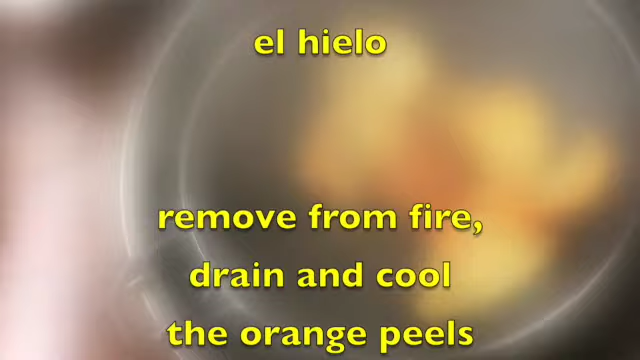 el hielo
remove from fire,
drain and cool
the orange peels